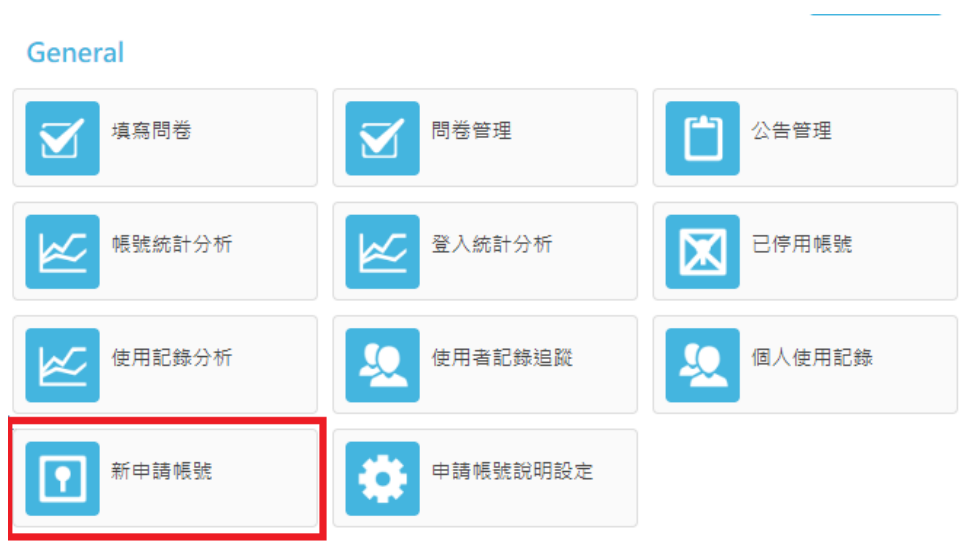 General
填寫問卷
問卷管理
公告管理
帳號統計分析
登入統計分析
已停用帳號
使用記錄分析
使用者記錄追蹤
個人使用記錄
新申請帳號
申請帳號說明設定